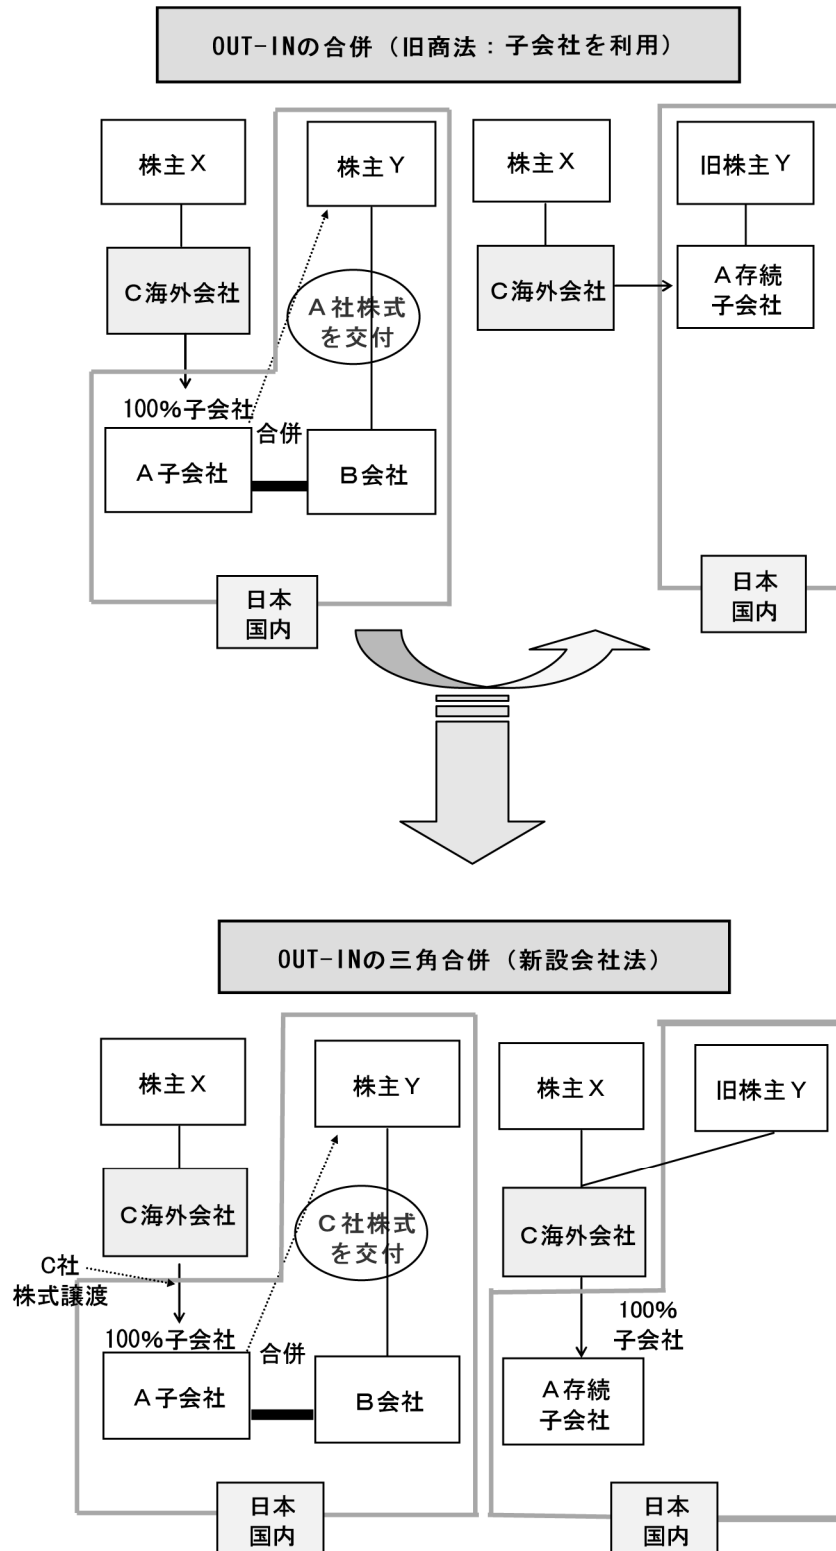 OUT-INの合併（旧商法：子会社を利用）
株主Ｘ
株主Ｙ
Ｃ海外会社
Ａ社株式
を交付
100%子会社
合併
Ａ子会社
Ｂ会社
日本
国内
株主Ｘ
旧株主Ｙ
Ｃ海外会社
Ａ存続
子会社
日本
国内
OUT-INの三角合併（新設会社法）
株主Ｘ
株主Ｙ
Ｃ海外会社
Ｃ社株式
を交付
C社
株式譲渡
100%子会社
合併
Ａ子会社
Ｂ会社
日本
国内
株主Ｘ
旧株主Ｙ
Ｃ海外会社
100%
子会社
Ａ存続
子会社
日本
国内